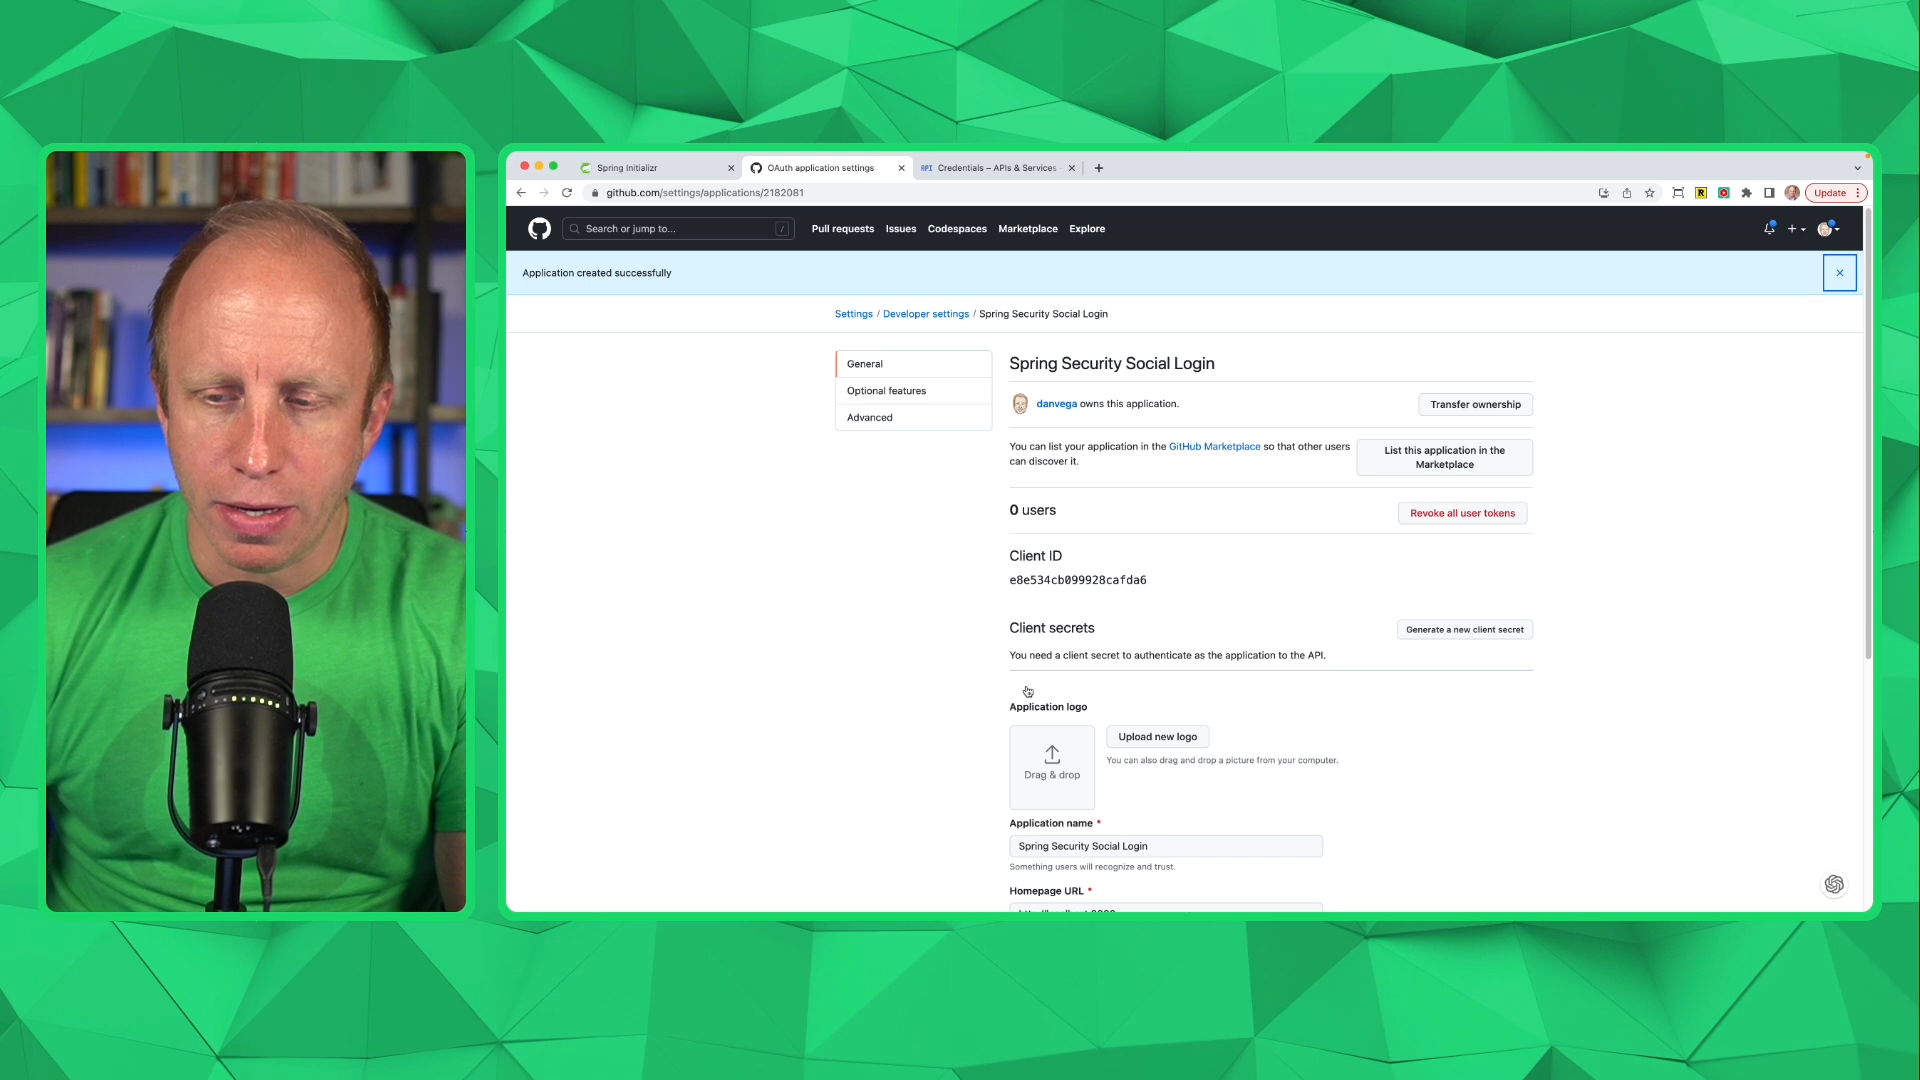 Spring Initializr
OAuth application settings
API Credentials – APIs & Services
github.com/settings/applications/2182081
Update
Search or jump to...
/
Pull requests
Issues
Codespaces
Marketplace
Explore
Application created successfully
Settings / Developer settings / Spring Security Social Login
General
Optional features
Advanced
Spring Security Social Login
danvega owns this application.
Transfer ownership
You can list your application in the GitHub Marketplace so that other users
can discover it.
List this application in the
Marketplace
0 users
Revoke all user tokens
Client ID
e8e534cb099928cafda6
Client secrets
Generate a new client secret
You need a client secret to authenticate as the application to the API.
Application logo
Drag & drop
Upload new logo
You can also drag and drop a picture from your computer.
Application name *
Spring Security Social Login
Something users will recognize and trust.
Homepage URL *